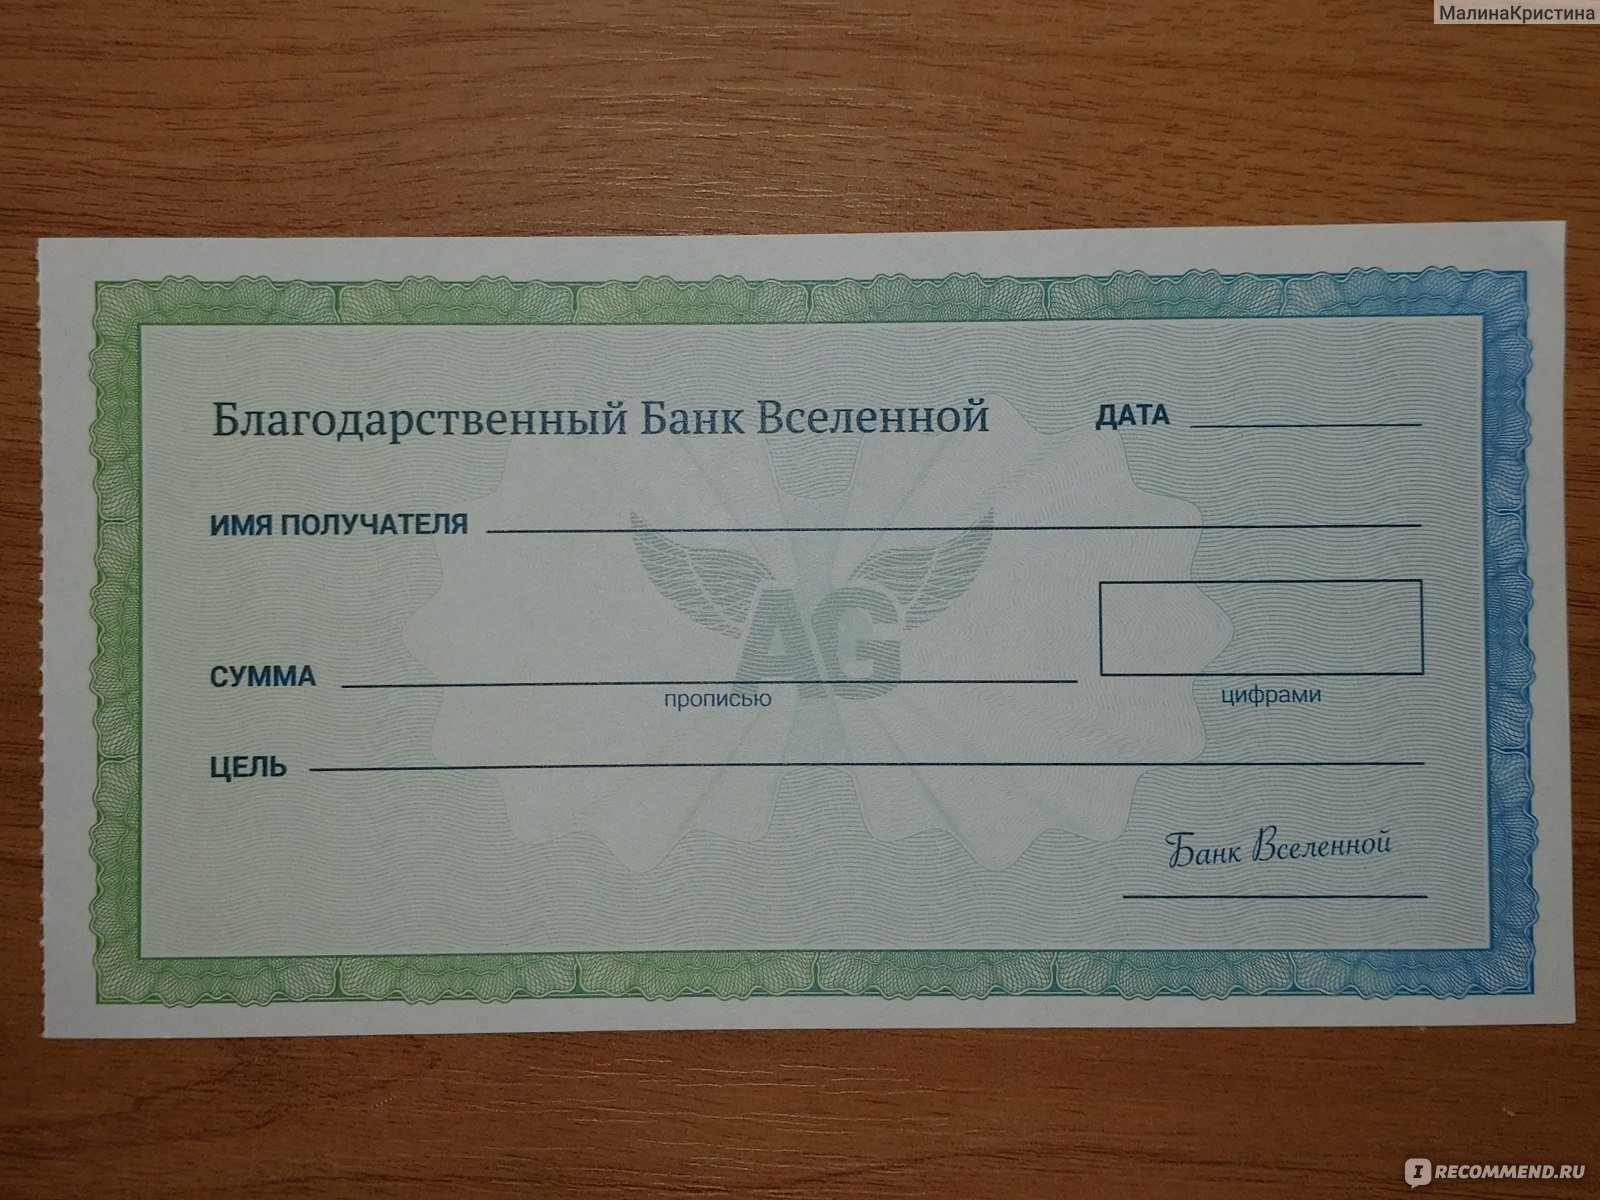 МалинаКристина
Благодарственный Банк Вселенной ДАТА
ИМЯ ПОЛУЧАТЕЛЯ
AG
СУММА
прописью цифрами
ЦЕЛЬ
Банк Вселенной
I RECOMMEND.RU